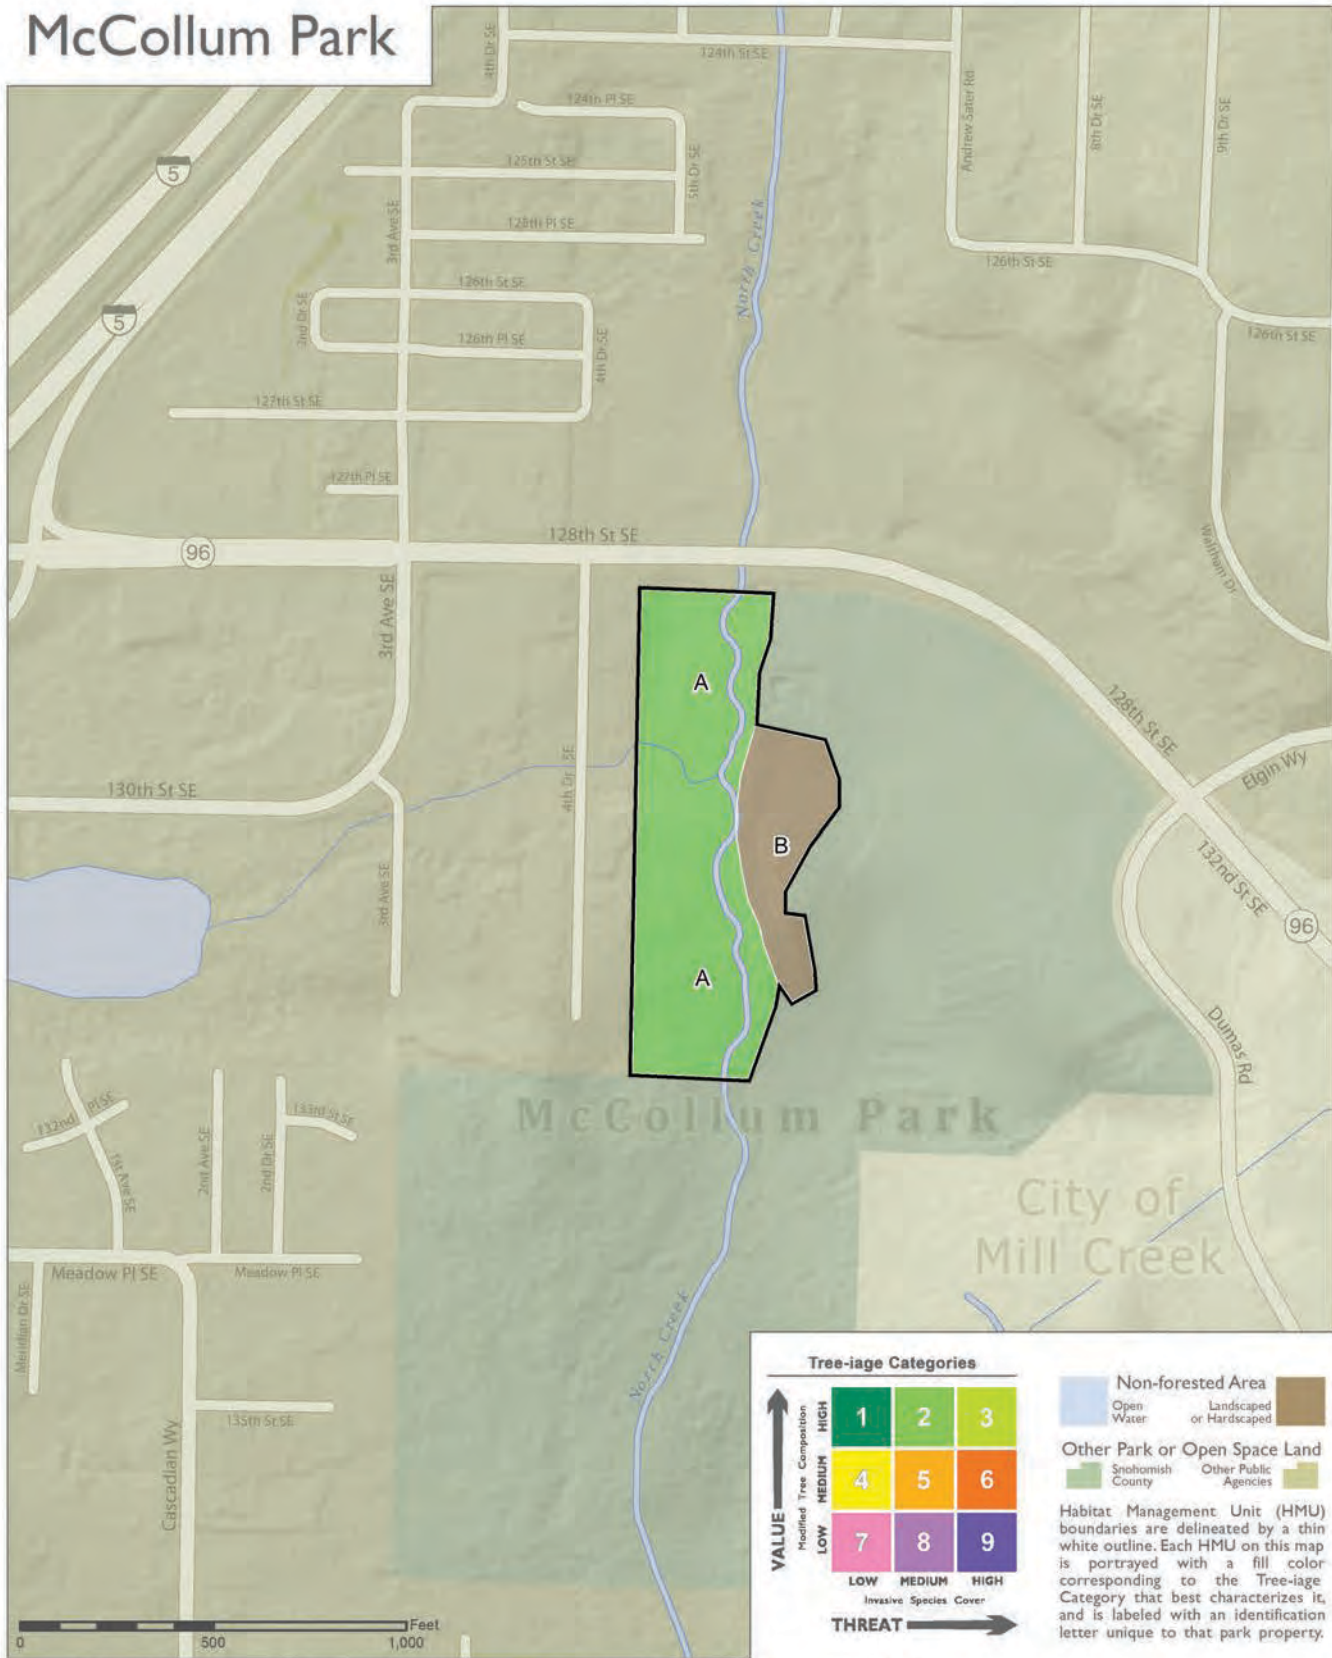 McCollum Park
4th Dr SE
124th St SE
124th Pl SE
Andrew Sater Rd
8th Dr SE
9th Dr SE
5
125th St SE
5th Dr SE
3rd Ave SE
128th Pl SE
North Creek
126th St SE
126th St SE
2nd Dr SE
5
126th Pl SE
4th Dr SE
126th St SE
127th St SE
127th Pl SE
128th St SE
96
Waltham Dr
3rd Ave SE
A
128th St SE
Elgin Wy
4th Dr SE
130th St SE
B
132nd St SE
3rd Ave SE
96
A
Dumas Rd
McCollum Park
132nd Pl SE
133rd St SE
1st Ave SE
2nd Ave SE
2nd Dr SE
City of
Mill Creek
Meadow Pl SE
Meadow Pl SE
Meridian Dr SE
North Creek
135th St SE
Cascadian Wy
Feet
0 500 1,000
Tree-iage Categories
VALUE
Modified Tree Composition
HIGH
1 2 3
MEDIUM
4 5 6
LOW
7 8 9
LOW MEDIUM HIGH
Invasive Species Cover
THREAT
Non-forested Area
Open
Water
Landscaped
or Hardscaped
Other Park or Open Space Land
Snohomish
County
Other Public
Agencies
Habitat Management Unit (HMU)
boundaries are delineated by a thin
white outline. Each HMU on this map
is portrayed with a fill color
corresponding to the Tree-iage
Category that best characterizes it,
and is labeled with an identification
letter unique to that park property.